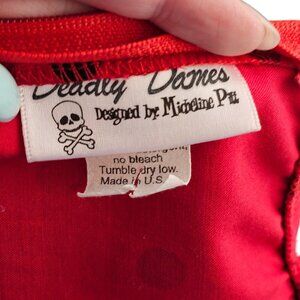 Deadly Dames
Designed by: Micheline Pitt
no bleach
Tumble dry low.
Made in U.S.